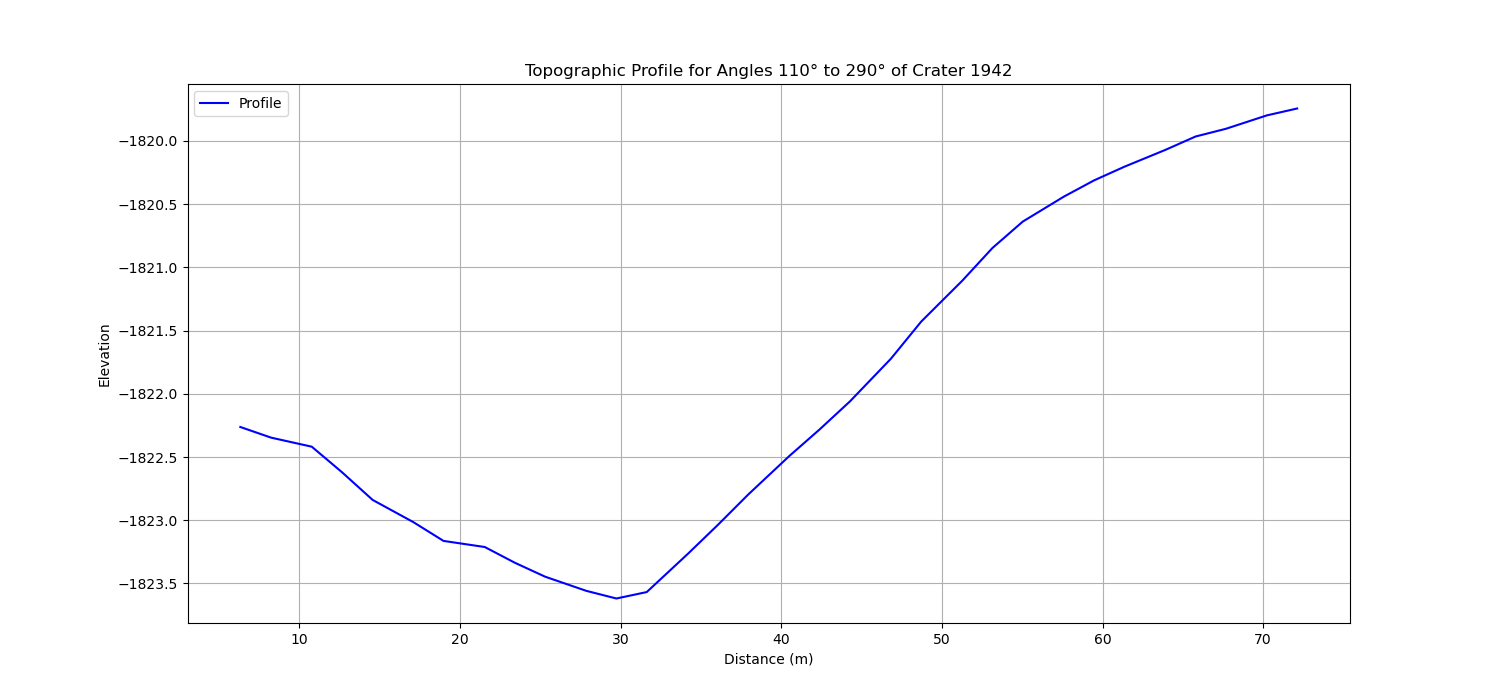 Topographic Profile for Angles 110° to 290° of Crater 1942
Profile
−1820.0
−1820.5
−1821.0
−1821.5
−1822.0
−1822.5
−1823.0
−1823.5
Elevation
10 20 30 40 50 60 70
Distance (m)